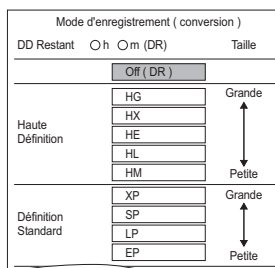 Mode d'enregistrement ( conversion )
DD Restant O h O m (DR) Taille
Off ( DR )
HG Grande
HX
Haute
Définition
HE
HL
HM Petite
XP Grande
Définition
Standard
SP
LP
EP Petite